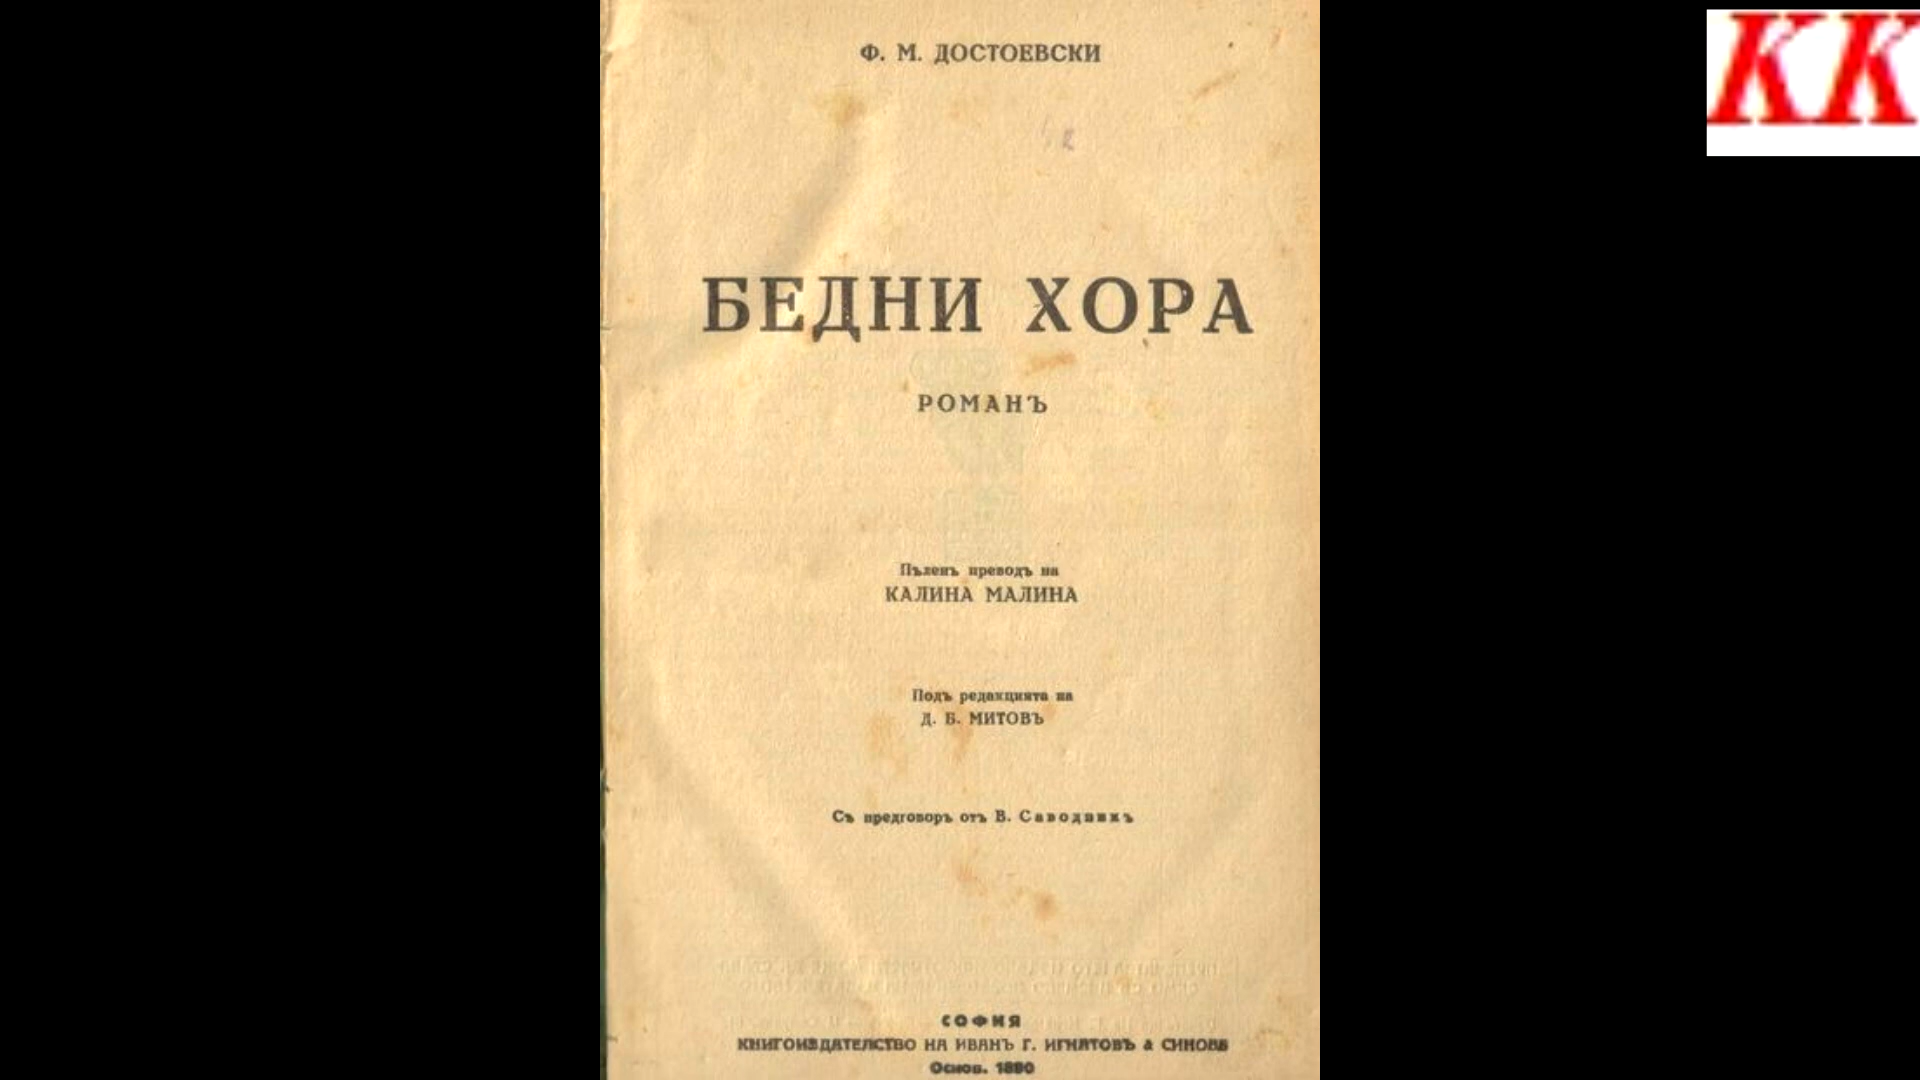 Ф. М. ДОСТОЕВСКИ
KK
БЕДНИ ХОРА
РОМАНЪ
Пъленъ преводъ на
КАЛИНА МАЛИНА
Подъ редакцията на
Д. Б. МИТОВЪ
Съ предговоръ отъ В. Саводникъ
СОФИЯ
КНИГОИЗДАТЕЛСТВО НА ИВАНЪ Г. ИГНАТОВЪ & СИНОВЕ
Основ. 1880